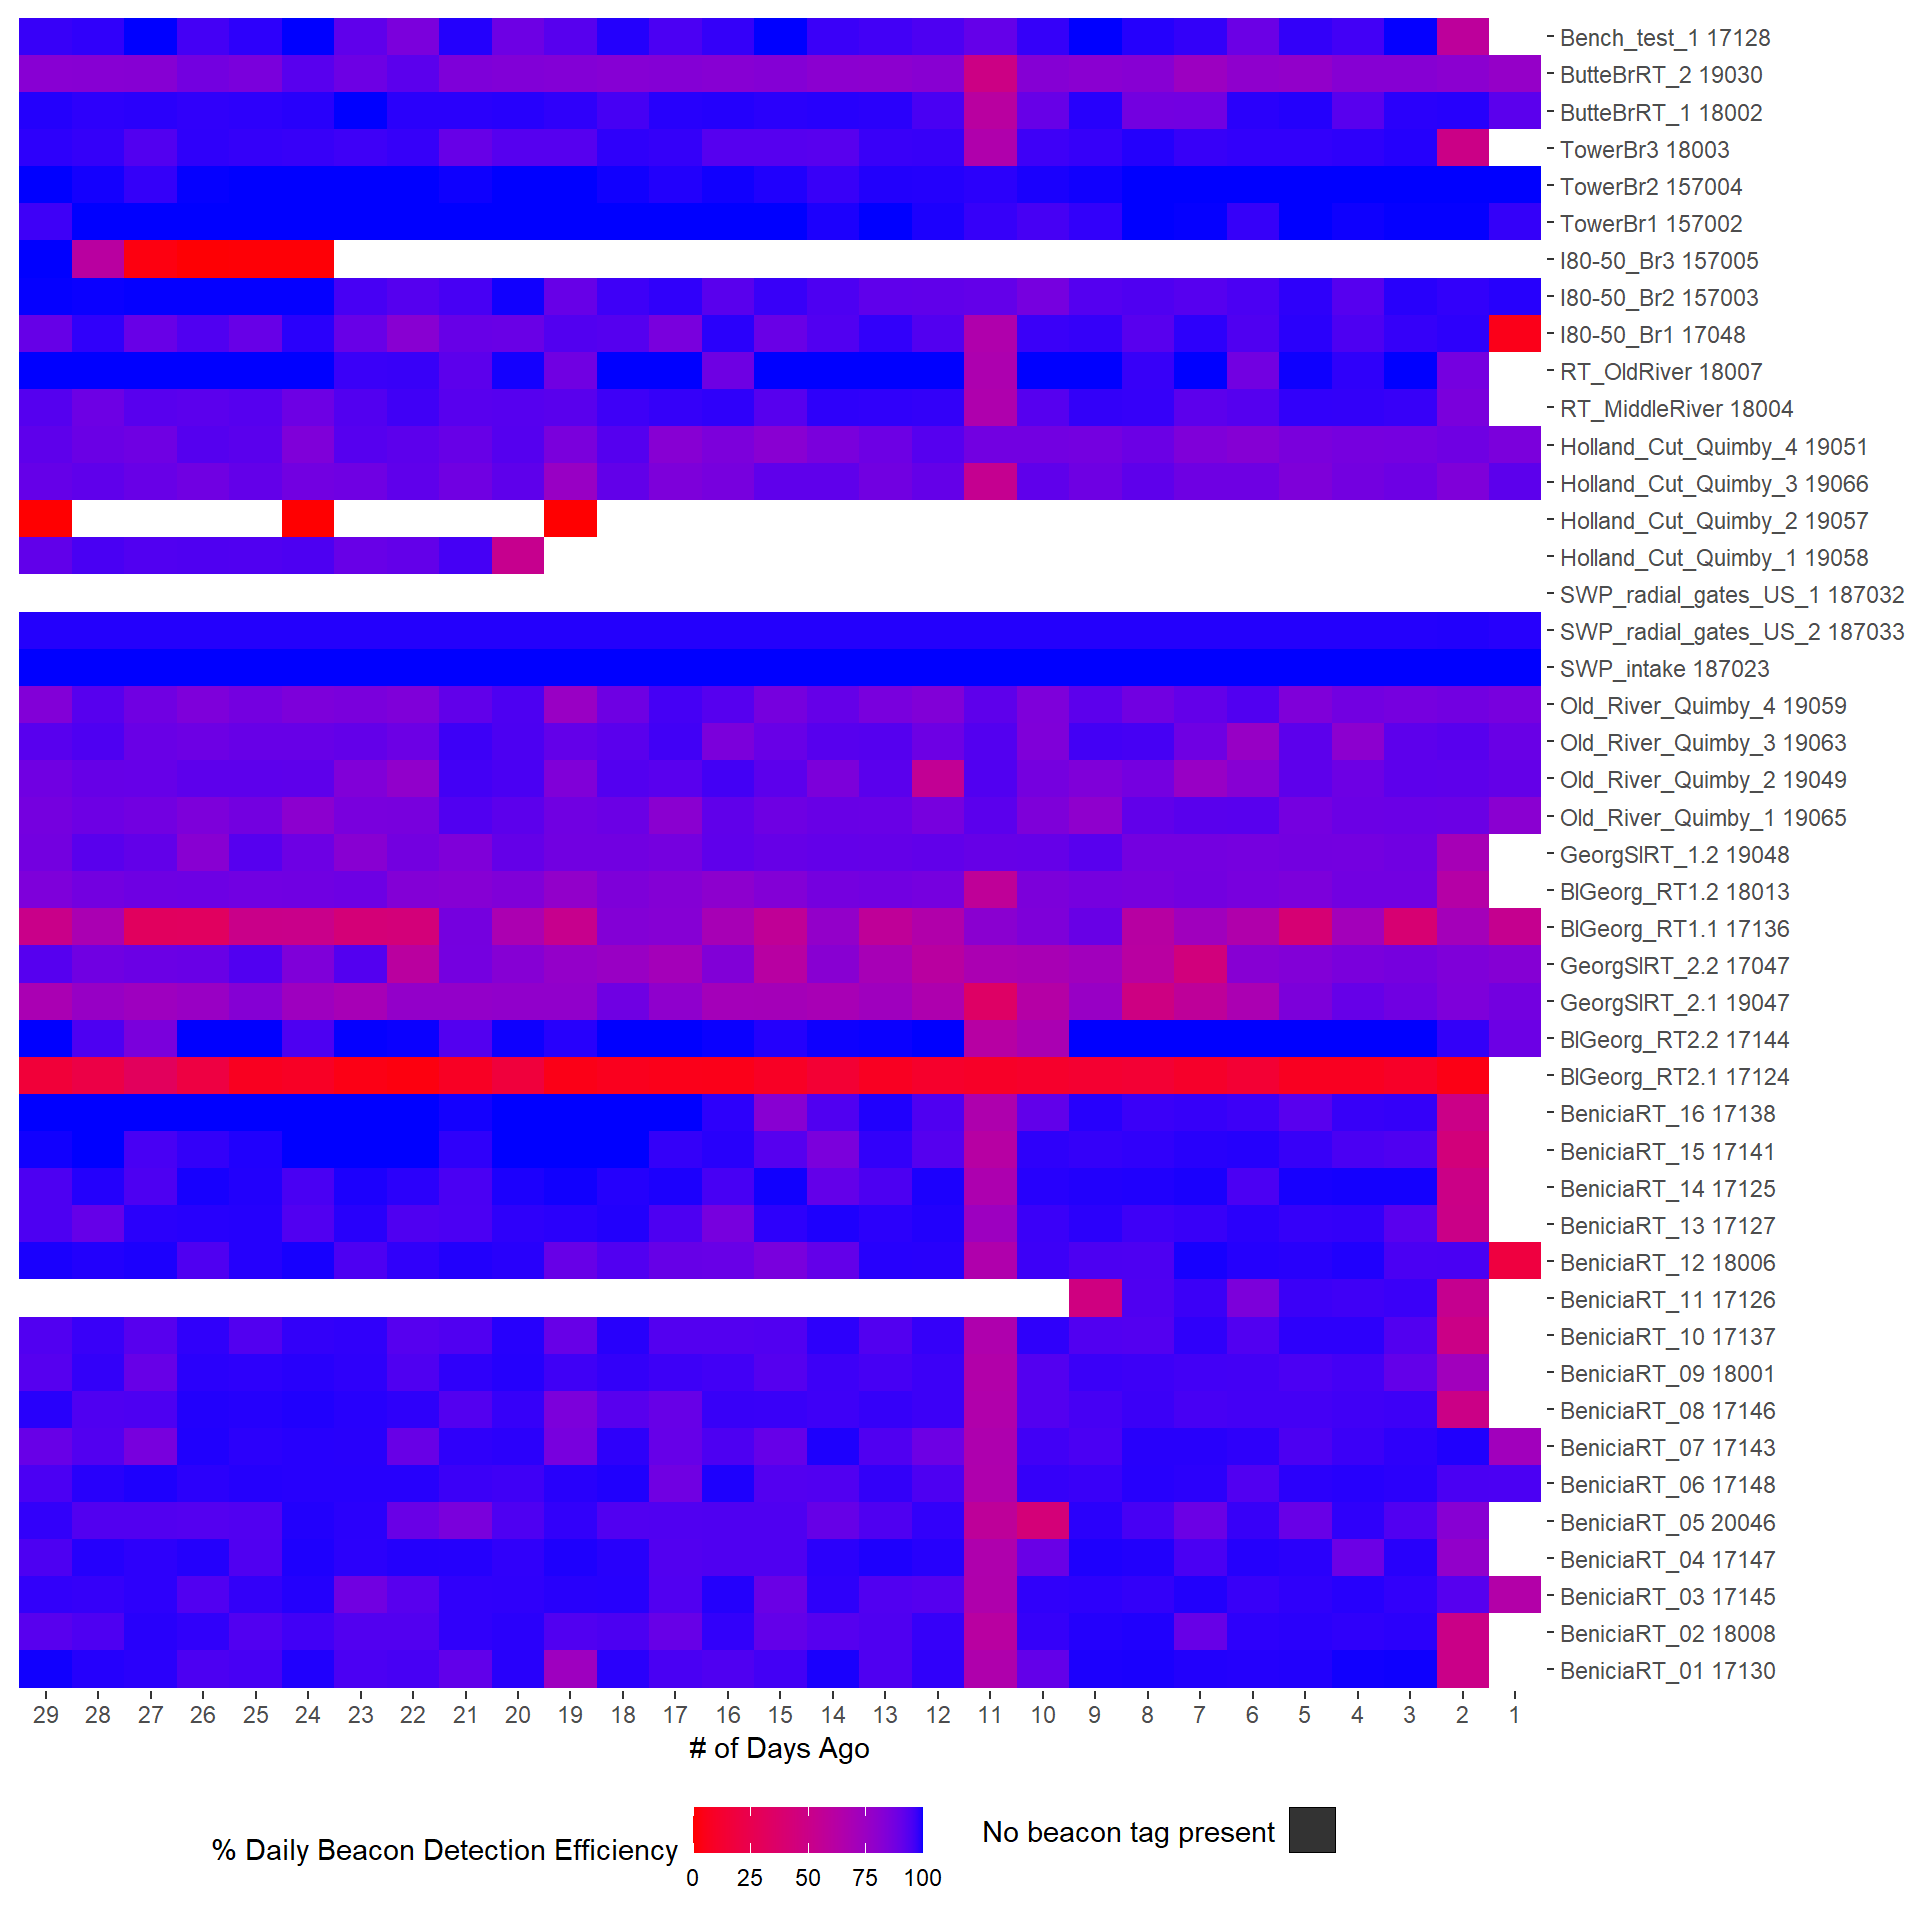 Bench_test_1 17128
ButteBrRT_2 19030
ButteBrRT_1 18002
TowerBr3 18003
TowerBr2 157004
TowerBr1 157002
I80-50_Br3 157005
I80-50_Br2 157003
I80-50_Br1 17048
RT_OldRiver 18007
RT_MiddleRiver 18004
Holland_Cut_Quimby_4 19051
Holland_Cut_Quimby_3 19066
Holland_Cut_Quimby_2 19057
Holland_Cut_Quimby_1 19058
SWP_radial_gates_US_1 187032
SWP_radial_gates_US_2 187033
SWP_intake 187023
Old_River_Quimby_4 19059
Old_River_Quimby_3 19063
Old_River_Quimby_2 19049
Old_River_Quimby_1 19065
GeorgSlRT_1.2 19048
BlGeorg_RT1.2 18013
BlGeorg_RT1.1 17136
GeorgSlRT_2.2 17047
GeorgSlRT_2.1 19047
BlGeorg_RT2.2 17144
BlGeorg_RT2.1 17124
BeniciaRT_16 17138
BeniciaRT_15 17141
BeniciaRT_14 17125
BeniciaRT_13 17127
BeniciaRT_12 18006
BeniciaRT_11 17126
BeniciaRT_10 17137
BeniciaRT_09 18001
BeniciaRT_08 17146
BeniciaRT_07 17143
BeniciaRT_06 17148
BeniciaRT_05 20046
BeniciaRT_04 17147
BeniciaRT_03 17145
BeniciaRT_02 18008
BeniciaRT_01 17130
29 28 27 26 25 24 23 22 21 20 19 18 17 16 15 14 13 12 11 10 9 8 7 6 5 4 3 2 1
# of Days Ago
% Daily Beacon Detection Efficiency
0 25 50 75 100
No beacon tag present